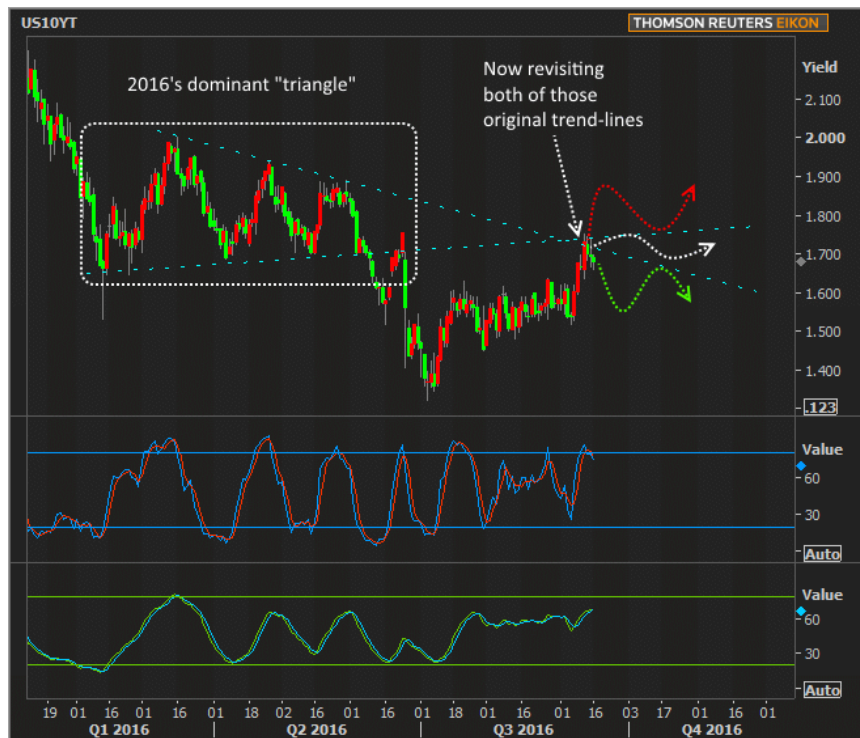 US10YT
THOMSON REUTERS EIKON
2016's dominant "triangle"
Now revisiting
both of those
original trend-lines
Yield
2.100
2.000
1.900
1.800
1.700
1.600
1.500
1.400
.123
Value
60
30
Auto
Value
60
30
Auto
19 01 16 01 16 01 18 02 16 01 16 01 18 01 16 01 16 03 17 01 16 01
Q1 2016 Q2 2016 Q3 2016 Q4 2016